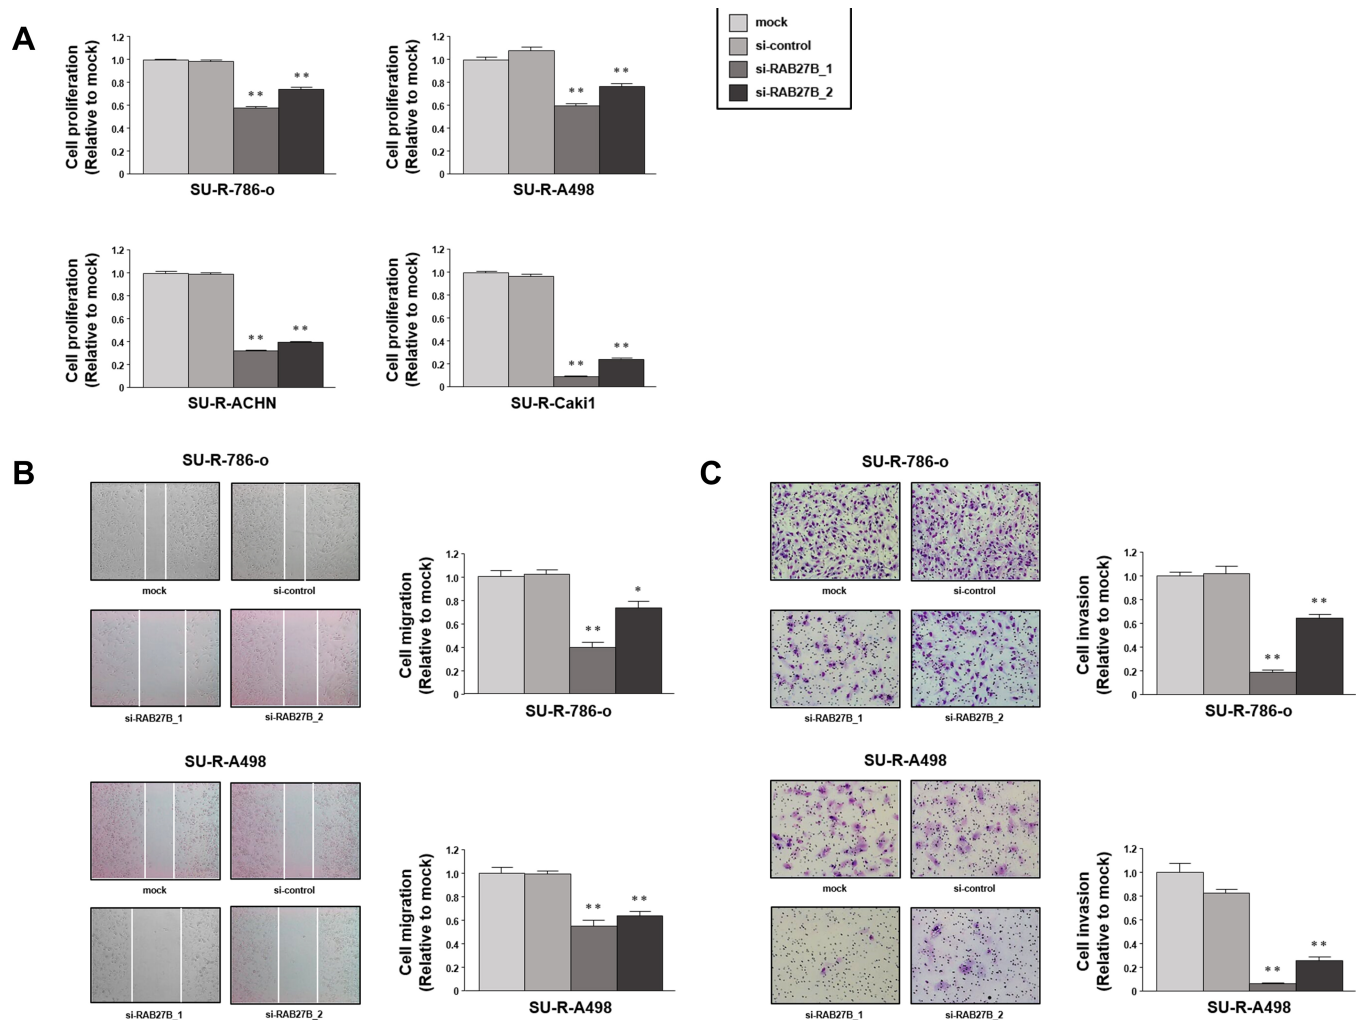 A
Cell proliferation
(Relative to mock)
1.2
1.0
0.8
0.6
0.4
0.2
0
**
**
SU-R-786-o
Cell proliferation
(Relative to mock)
1.2
1.0
0.8
0.6
0.4
0.2
0
**
**
SU-R-A498
mock
si-control
si-RAB27B_1
si-RAB27B_2
Cell proliferation
(Relative to mock)
1.2
1.0
0.8
0.6
0.4
0.2
0
**
**
SU-R-ACHN
Cell proliferation
(Relative to mock)
1.2
1.0
0.8
0.6
0.4
0.2
0
**
**
SU-R-Caki1
B
SU-R-786-o
mock
si-control
si-RAB27B_1
si-RAB27B_2
Cell migration
(Relative to mock)
1.2
1.0
0.8
0.6
0.4
0.2
0
**
*
SU-R-786-o
SU-R-A498
mock
si-control
si-RAB27B_1
si-RAB27B_2
Cell migration
(Relative to mock)
1.2
1.0
0.8
0.6
0.4
0.2
0
**
**
SU-R-A498
C
SU-R-786-o
mock
si-control
si-RAB27B_1
si-RAB27B_2
Cell invasion
(Relative to mock)
1.2
1.0
0.8
0.6
0.4
0.2
0
**
**
SU-R-786-o
SU-R-A498
mock
si-control
si-RAB27B_1
si-RAB27B_2
Cell invasion
(Relative to mock)
1.2
1.0
0.8
0.6
0.4
0.2
0
**
**
SU-R-A498